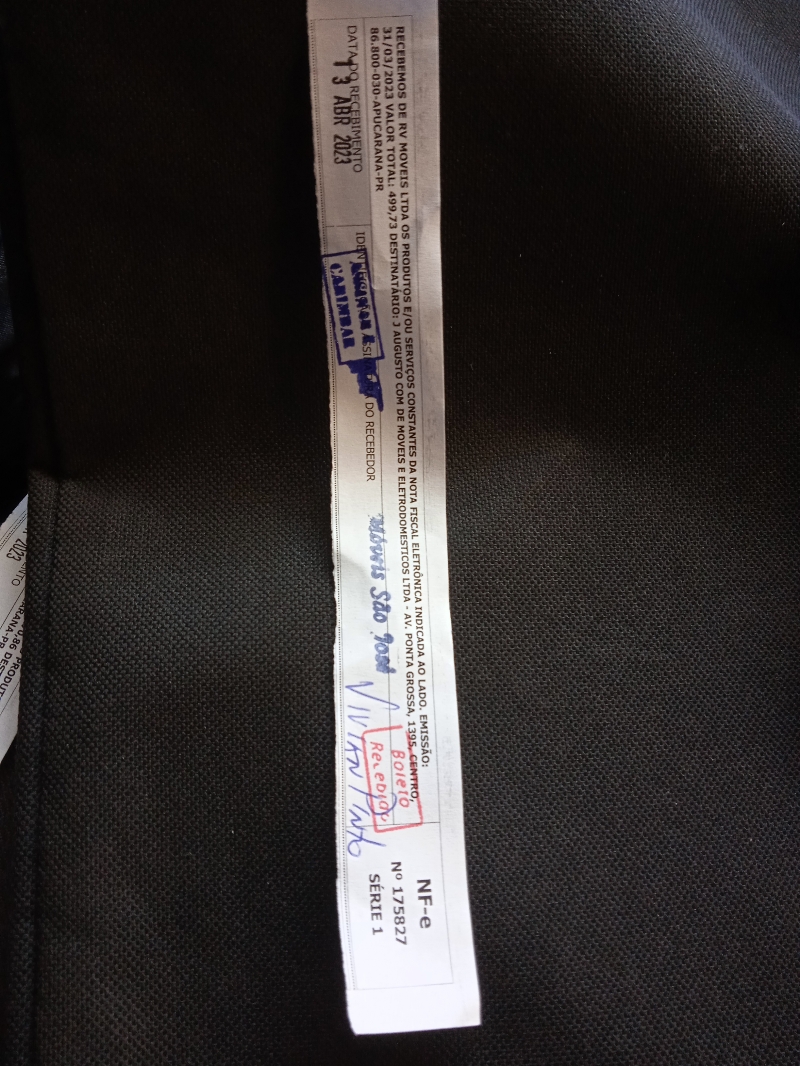 RECEBEMOS DE RV MOVEIS LTDA OS PRODUTOS E/OU SERVIÇOS CONSTANTES DA NOTA FISCAL ELETRÔNICA INDICADA AO LADO. EMISSÃO:
31/03/2023 VALOR TOTAL: 499,73 DESTINATÁRIO: J AUGUSTO COM DE MOVEIS E ELETRODOMESTICOS LTDA - AV. PONTA GROSSA, 1395, CENTRO,
86.800-030-APUCARANA-PR
DATA DO RECEBIMENTO
13 ABR 2023
DO RECEBEDOR
CARIMBAR
Móveis São José
VIVIAN PINTO
Boleto
Recebido
NF-e
Nº 175827
SÉRIE 1
2023